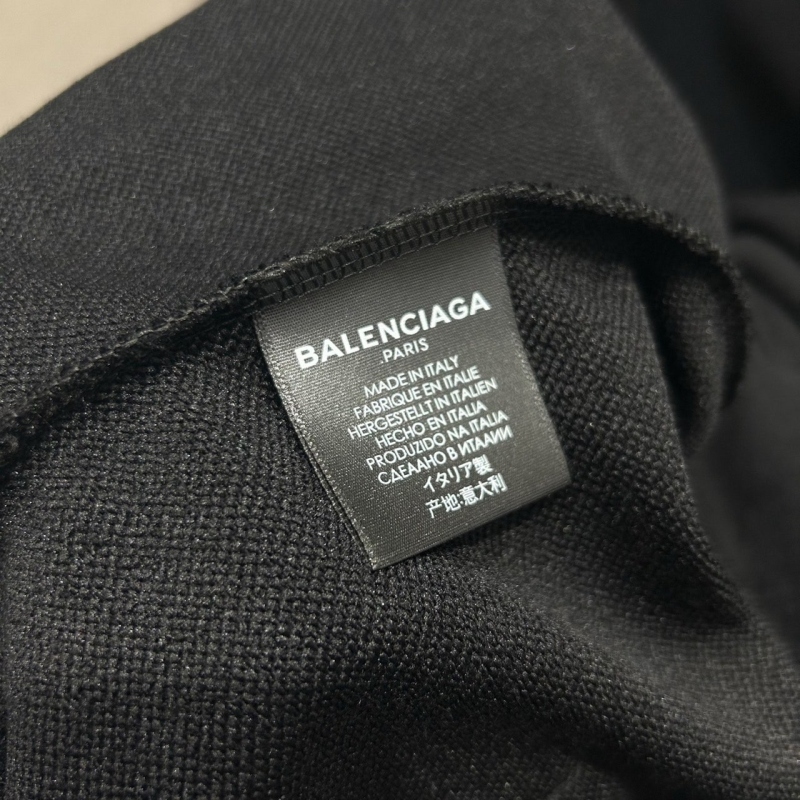 BALENCIAGA
PARIS
MADE IN ITALY
FABRIQUE EN ITALIE
HERGESTELLT IN ITALIEN
HECHO EN ITALIA
PRODUZIDO NA ITALIA
СДЕЛАНО В ИТАЛИИ
イタリア製
产地:意大利